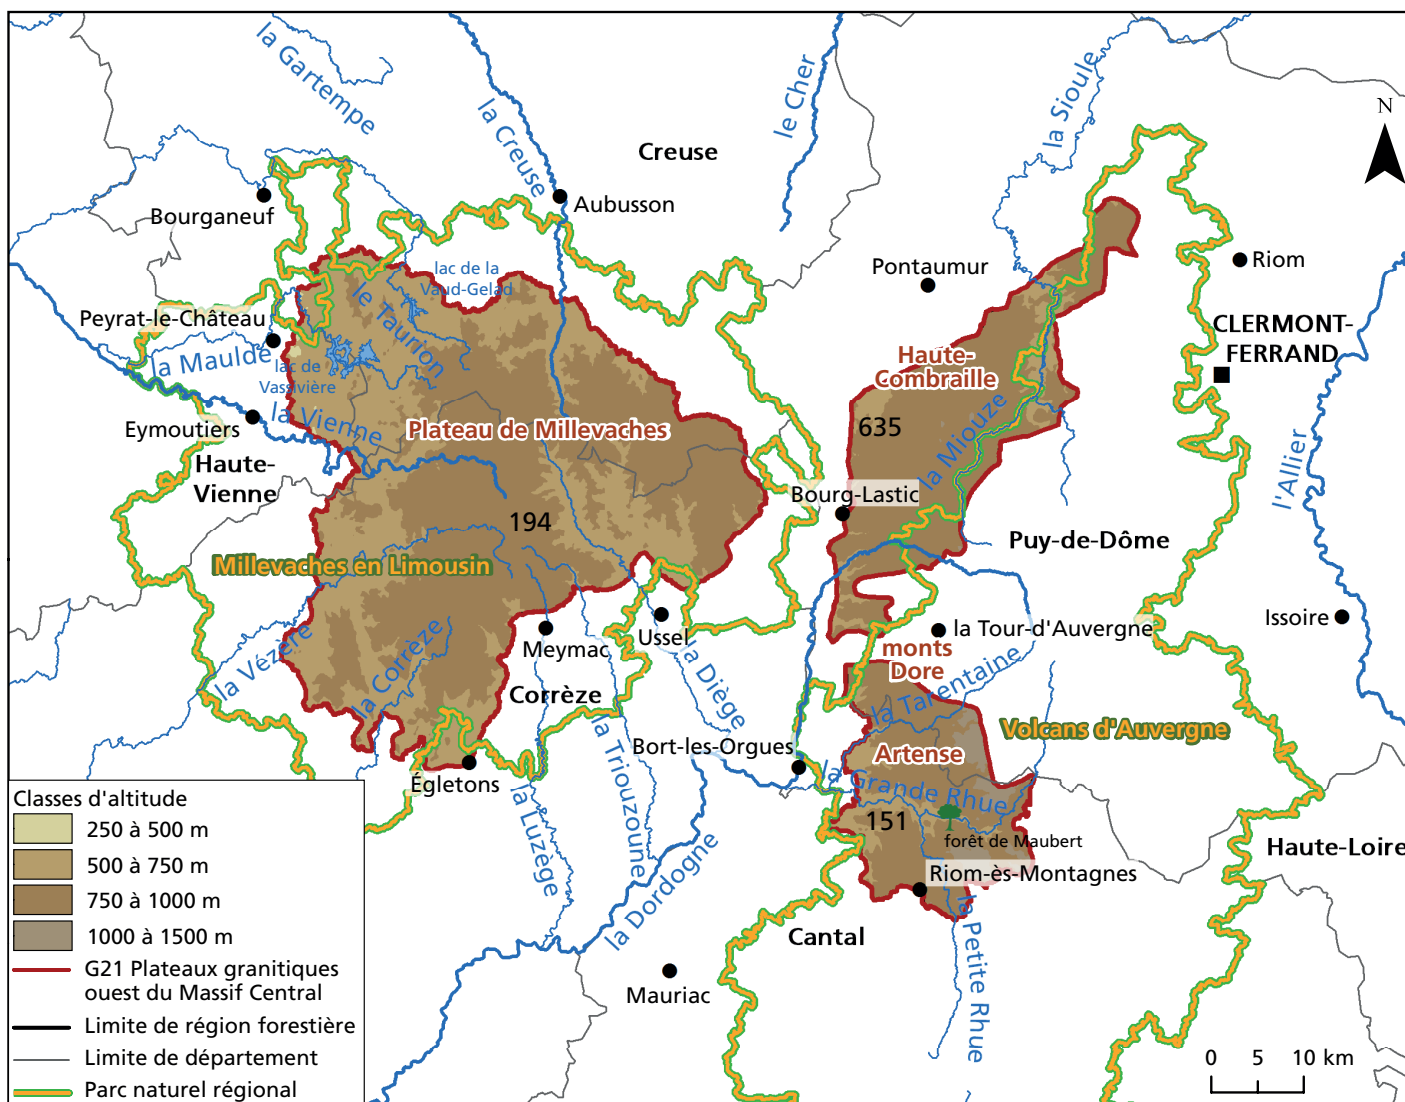 la Gartempe
la Creuse
le Cher
la Sioule
N
Creuse
Bourganeuf
Aubusson
Riom
Pontaumur
lac de la
Vaud-Gelad
le Taurion
Peyrat-le-Château
la Maulde
lac de
Vassivière
CLERMONT-
FERRAND
Haute-
Combraille
635
la Miouze
Eymoutiers
la Vienne
Plateau de Millevaches
Haute-
Vienne
Bourg-Lastic
l'Allier
194
Puy-de-Dôme
Millevaches en Limousin
Issoire
la Vézère
la Corrèze
Meymac
Ussel
la Diège
la Tour-d'Auvergne
monts
Dore
la Tarentaine
Corrèze
la Triouzoune
Volcans d'Auvergne
Bort-les-Orgues
Artense
Égletons
la Luzège
la Grande Rhue
151
forêt de Maubert
la Dordogne
Haute-Loire
Riom-ès-Montagnes
la Petite Rhue
Cantal
Mauriac
Classes d'altitude
250 à 500 m
500 à 750 m
750 à 1000 m
1000 à 1500 m
G21 Plateaux granitiques
ouest du Massif Central
Limite de région forestière
Limite de département
Parc naturel régional
0 5 10 km